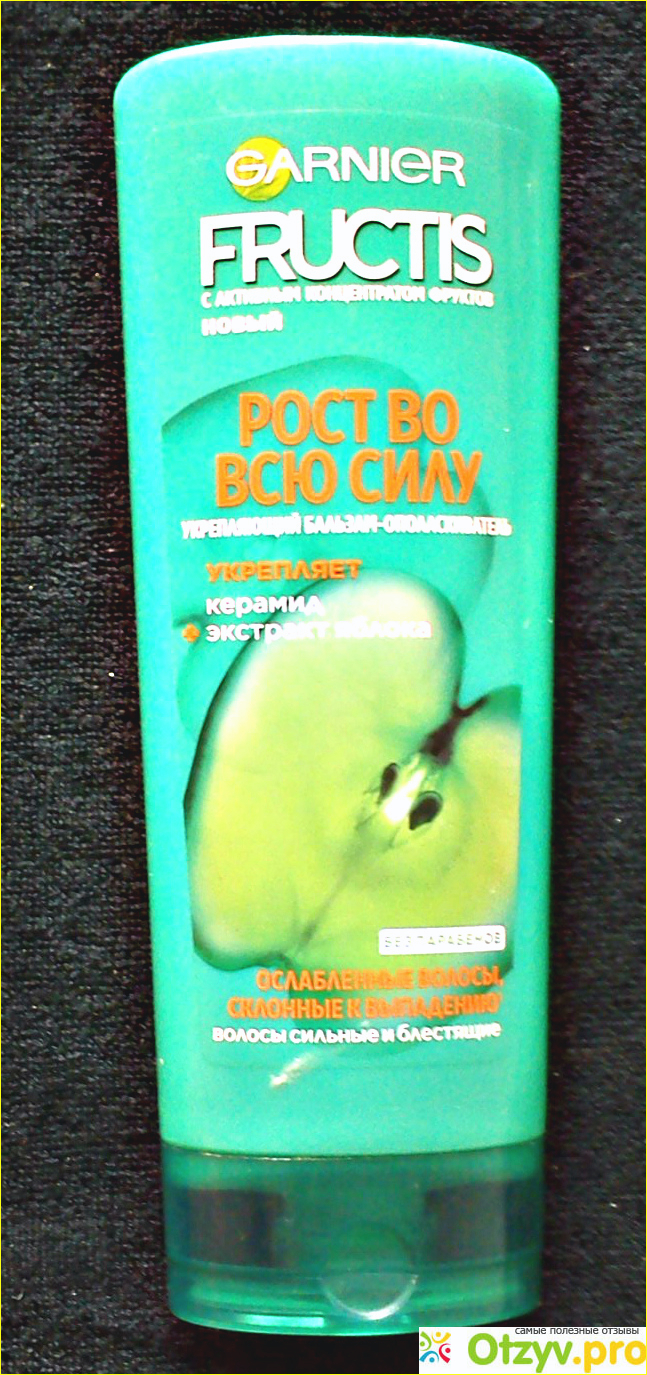 GARNIER
FRUCTIS
С АКТИВНЫМ КОНЦЕНТРАТОМ ФРУКТОВ
НОВЫЙ
РОСТ ВО
ВСЮ СИЛУ
УКРЕПЛЯЮЩИЙ БАЛЬЗАМ-ОПОЛАСКИВАТЕЛЬ
УКРЕПЛЯЕТ
керамид
+ экстракт яблока
БЕЗ ПАРАБЕНОВ
ОСЛАБЛЕННЫЕ ВОЛОСЫ,
СКЛОННЫЕ К ВЫПАДЕНИЮ
волосы сильные и блестящие
самые полезные отзывы
Otzyv.pro